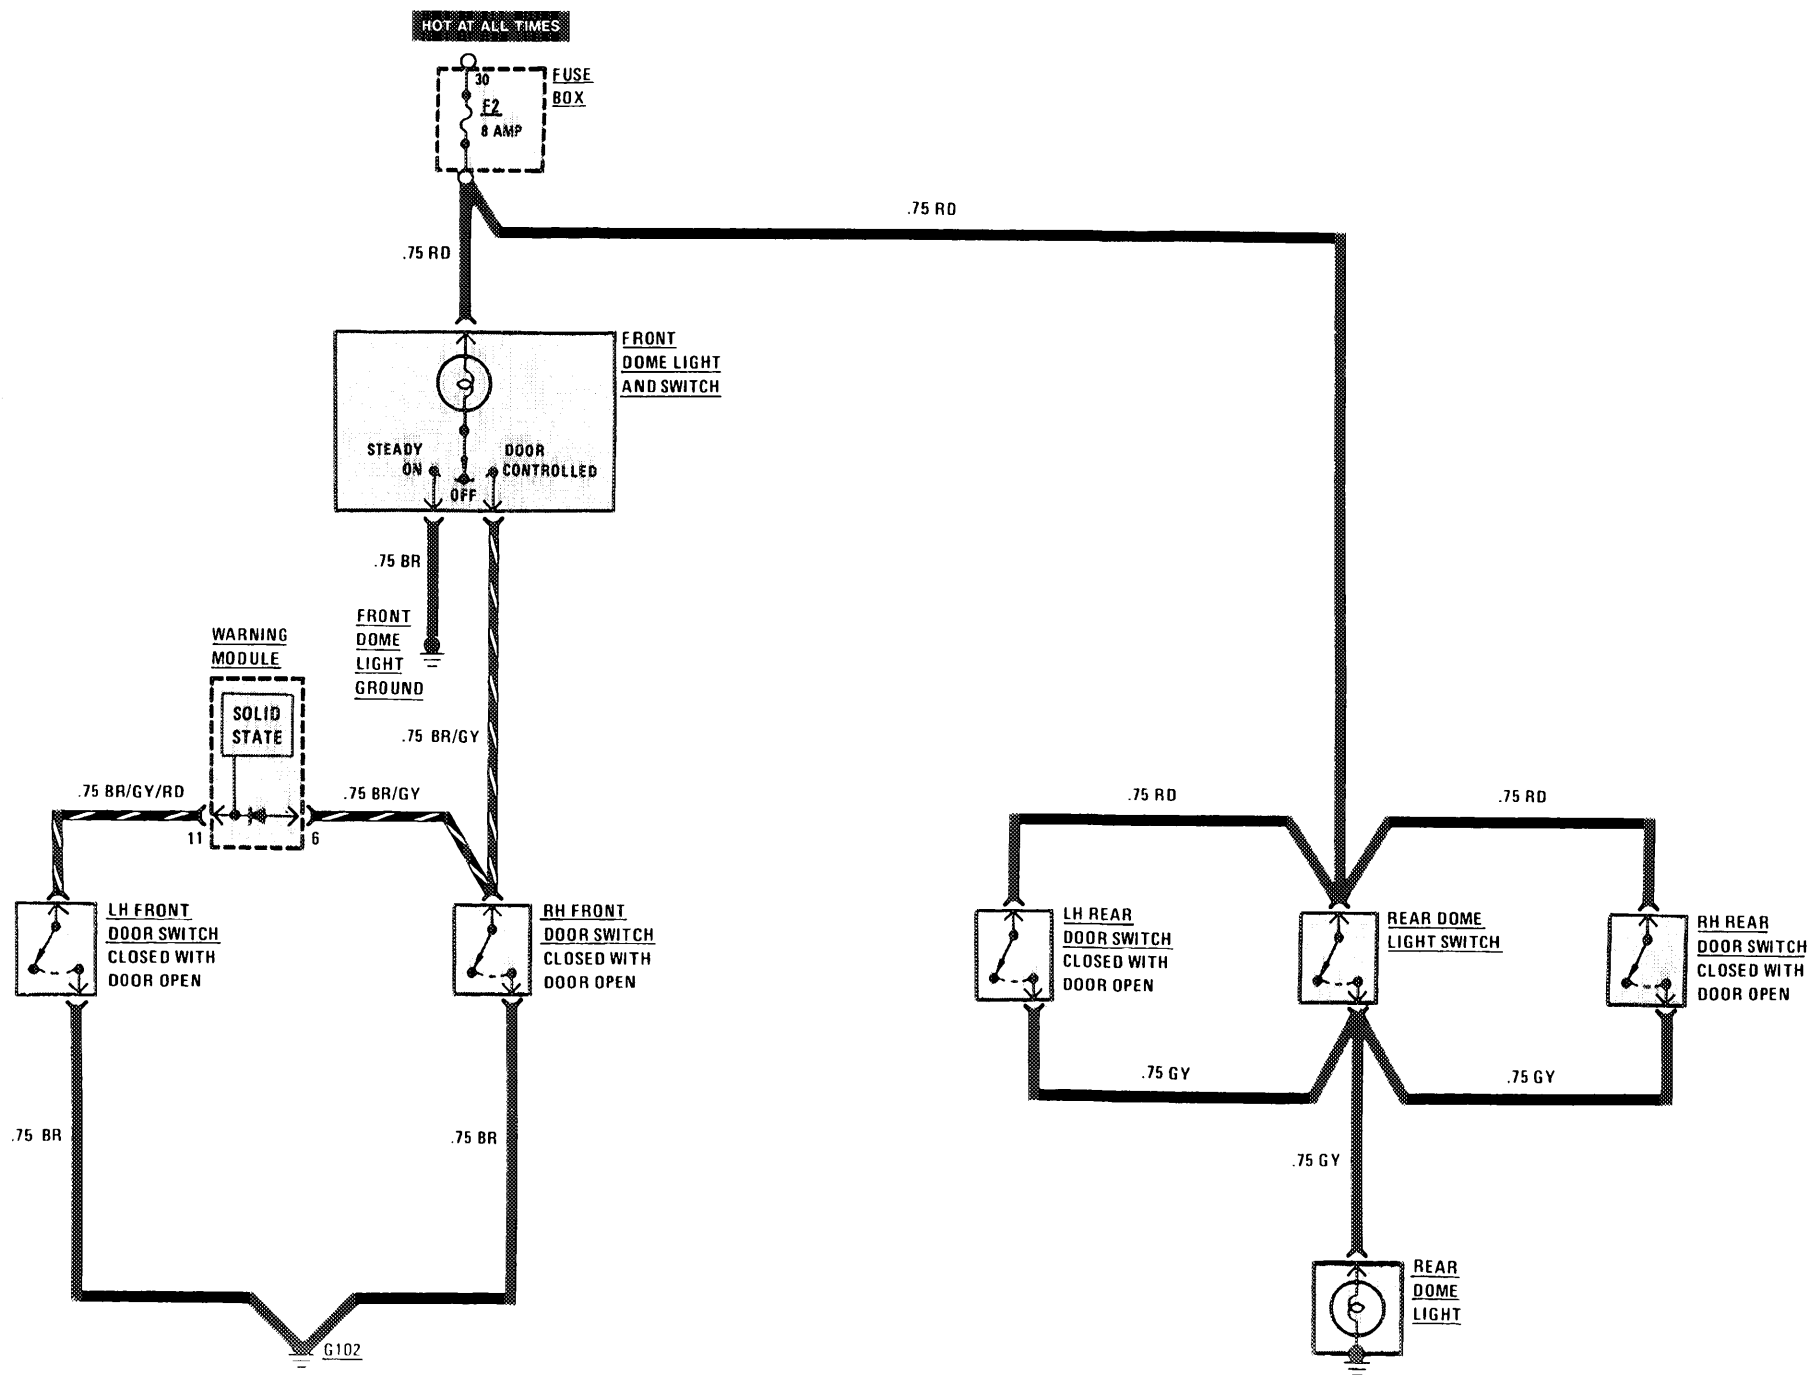 HOT AT ALL TIMES
30
FUSE
BOX
F2
8 AMP
.75 RD
.75 RD
FRONT
DOME LIGHT
AND SWITCH
STEADY
ON
DOOR
CONTROLLED
OFF
.75 BR
FRONT
DOME
LIGHT
GROUND
WARNING
MODULE
SOLID
STATE
.75 BR/GY
.75 BR/GY/RD
.75 BR/GY
11
6
.75 RD
.75 RD
LH FRONT
DOOR SWITCH
CLOSED WITH
DOOR OPEN
RH FRONT
DOOR SWITCH
CLOSED WITH
DOOR OPEN
LH REAR
DOOR SWITCH
CLOSED WITH
DOOR OPEN
REAR DOME
LIGHT SWITCH
RH REAR
DOOR SWITCH
CLOSED WITH
DOOR OPEN
.75 GY
.75 GY
.75 BR
.75 BR
.75 GY
REAR
DOME
LIGHT
G102